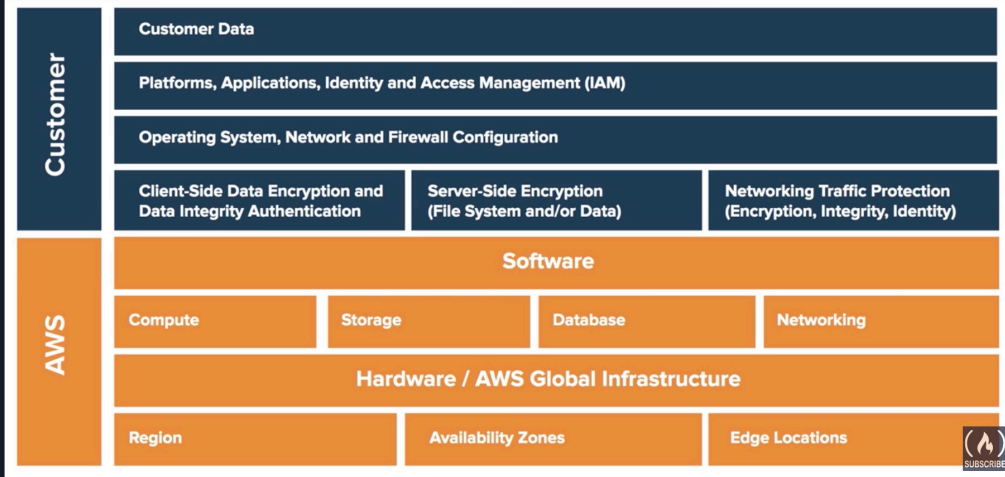 Customer
Customer Data
Platforms, Applications, Identity and Access Management (IAM)
Operating System, Network and Firewall Configuration
Client-Side Data Encryption and
Data Integrity Authentication
Server-Side Encryption
(File System and/or Data)
Networking Traffic Protection
(Encryption, Integrity, Identity)
AWS
Software
Compute
Storage
Database
Networking
Hardware / AWS Global Infrastructure
Region
Availability Zones
Edge Locations
SUBSCRIBE